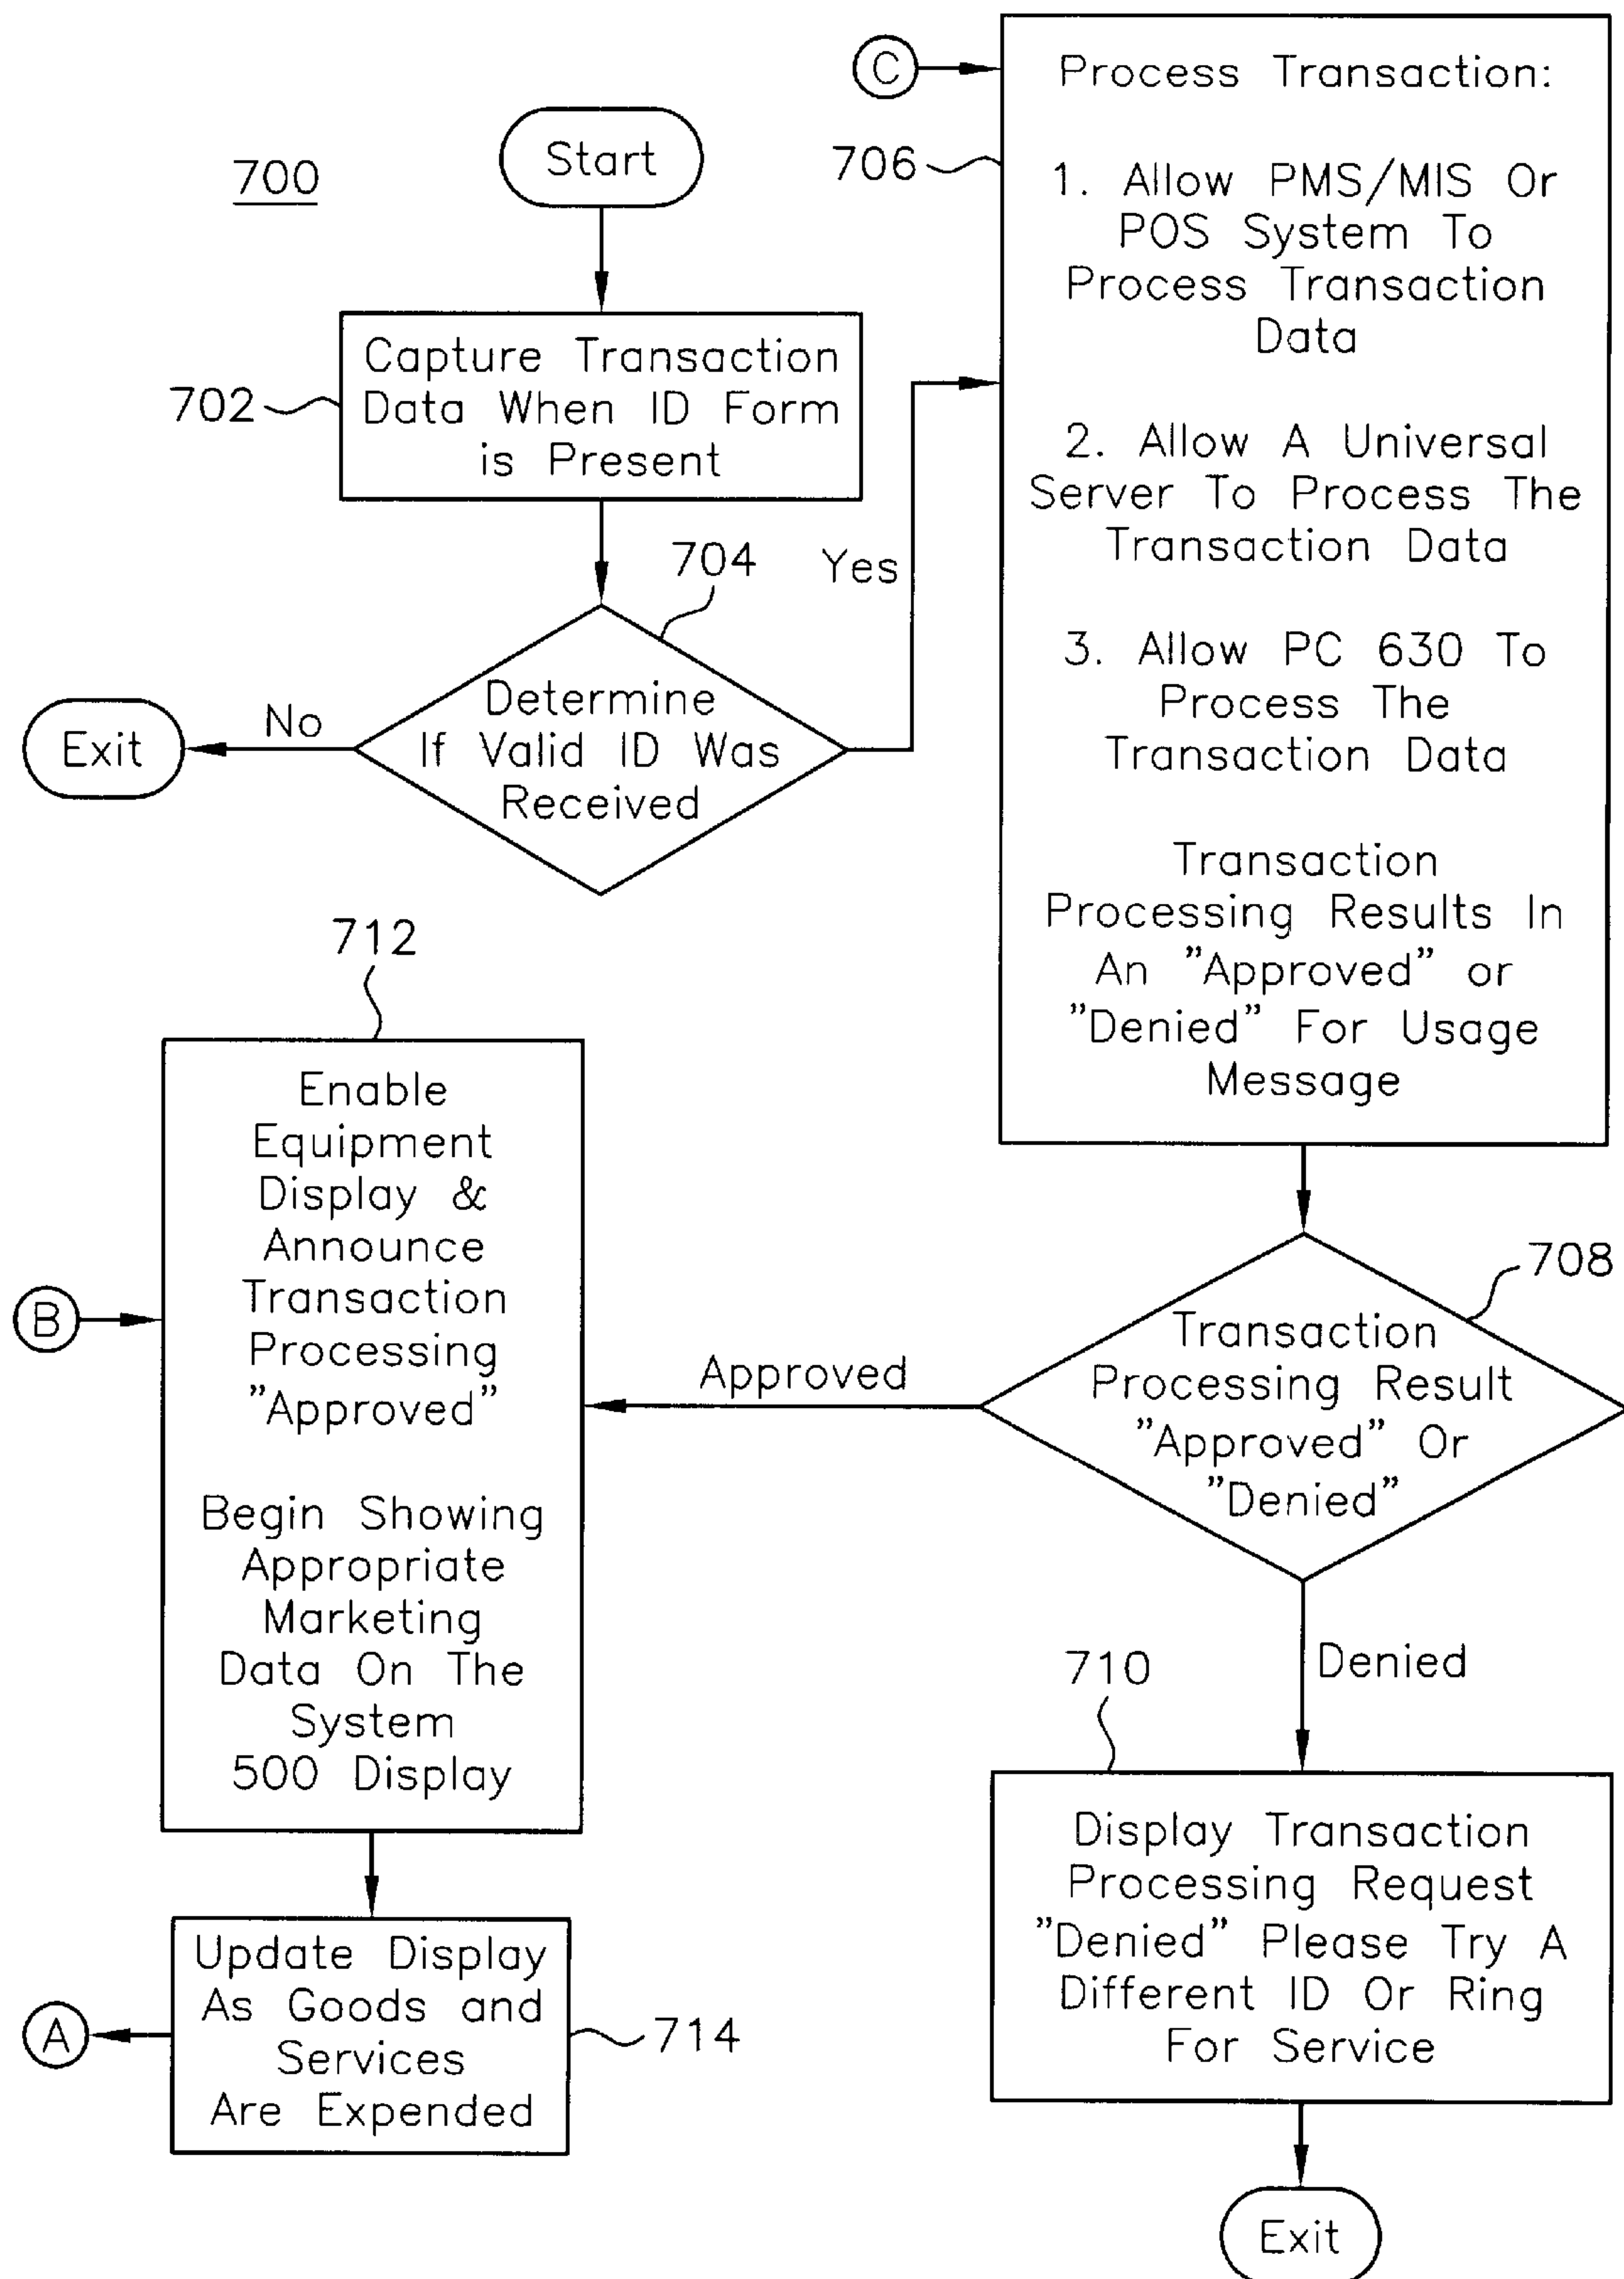 700
Start
702
Capture Transaction
Data When ID Form
is Present
704
Determine
If Valid ID Was
Received
No
Exit
Yes
C
706
Process Transaction:
1. Allow PMS/MIS Or
POS System To
Process Transaction
Data
2. Allow A Universal
Server To Process The
Transaction Data
3. Allow PC 630 To
Process The
Transaction Data
Transaction
Processing Results In
An "Approved" or
"Denied" For Usage
Message
708
Transaction
Processing Result
"Approved" Or
"Denied"
Approved
Denied
710
Display Transaction
Processing Request
"Denied" Please Try A
Different ID Or Ring
For Service
Exit
712
B
Enable
Equipment
Display &
Announce
Transaction
Processing
"Approved"
Begin Showing
Appropriate
Marketing
Data On The
System
500 Display
Update Display
As Goods and
Services
Are Expended
714
A